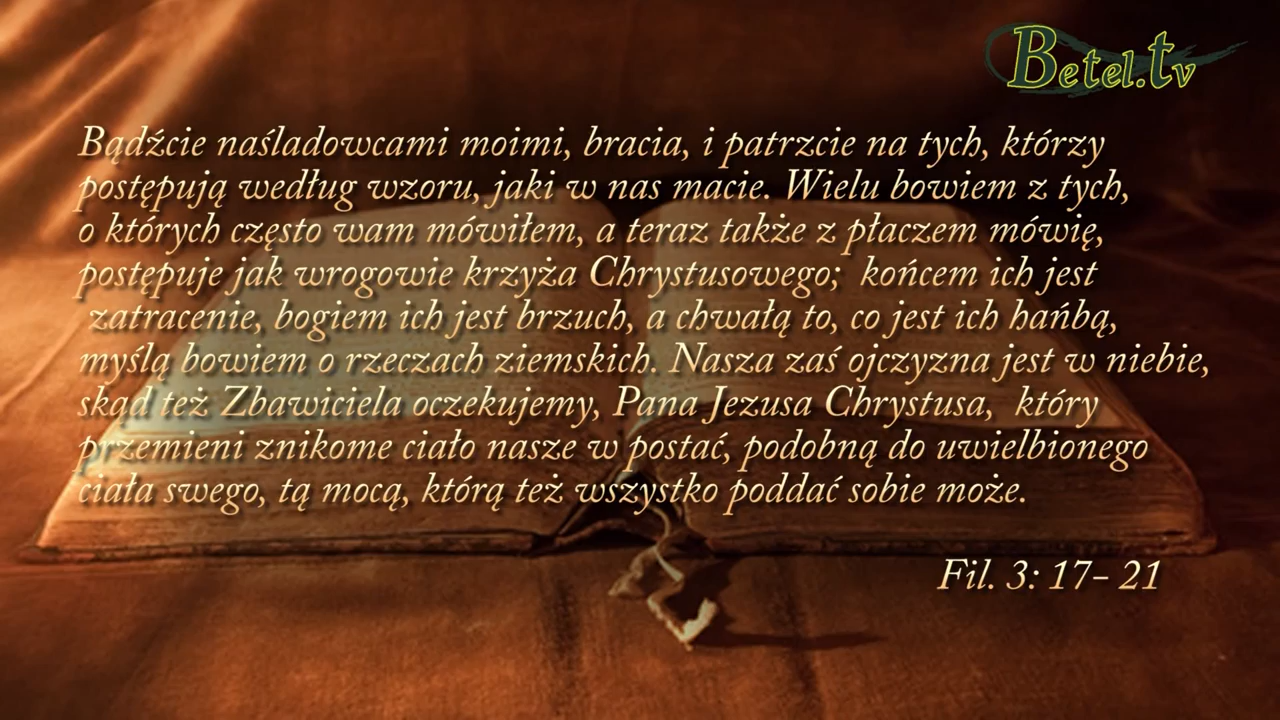 Betel.tv
Bądźcie naśladowcami moimi, bracia, i patrzcie na tych, którzy
postępują według wzoru, jaki w nas macie. Wielu bowiem z tych,
o których często wam mówiłem, a teraz także z płaczem mówię,
postępuje jak wrogowie krzyża Chrystusowego; końcem ich jest
zatracenie, bogiem ich jest brzuch, a chwałą to, co jest ich hańbą,
myślą bowiem o rzeczach ziemskich. Nasza zaś ojczyzna jest w niebie,
skąd też Zbawiciela oczekujemy, Pana Jezusa Chrystusa, który
przemieni znikome ciało nasze w postać, podobną do uwielbionego
ciała swego, tą mocą, którą też wszystko poddać sobie może.
Fil. 3: 17- 21